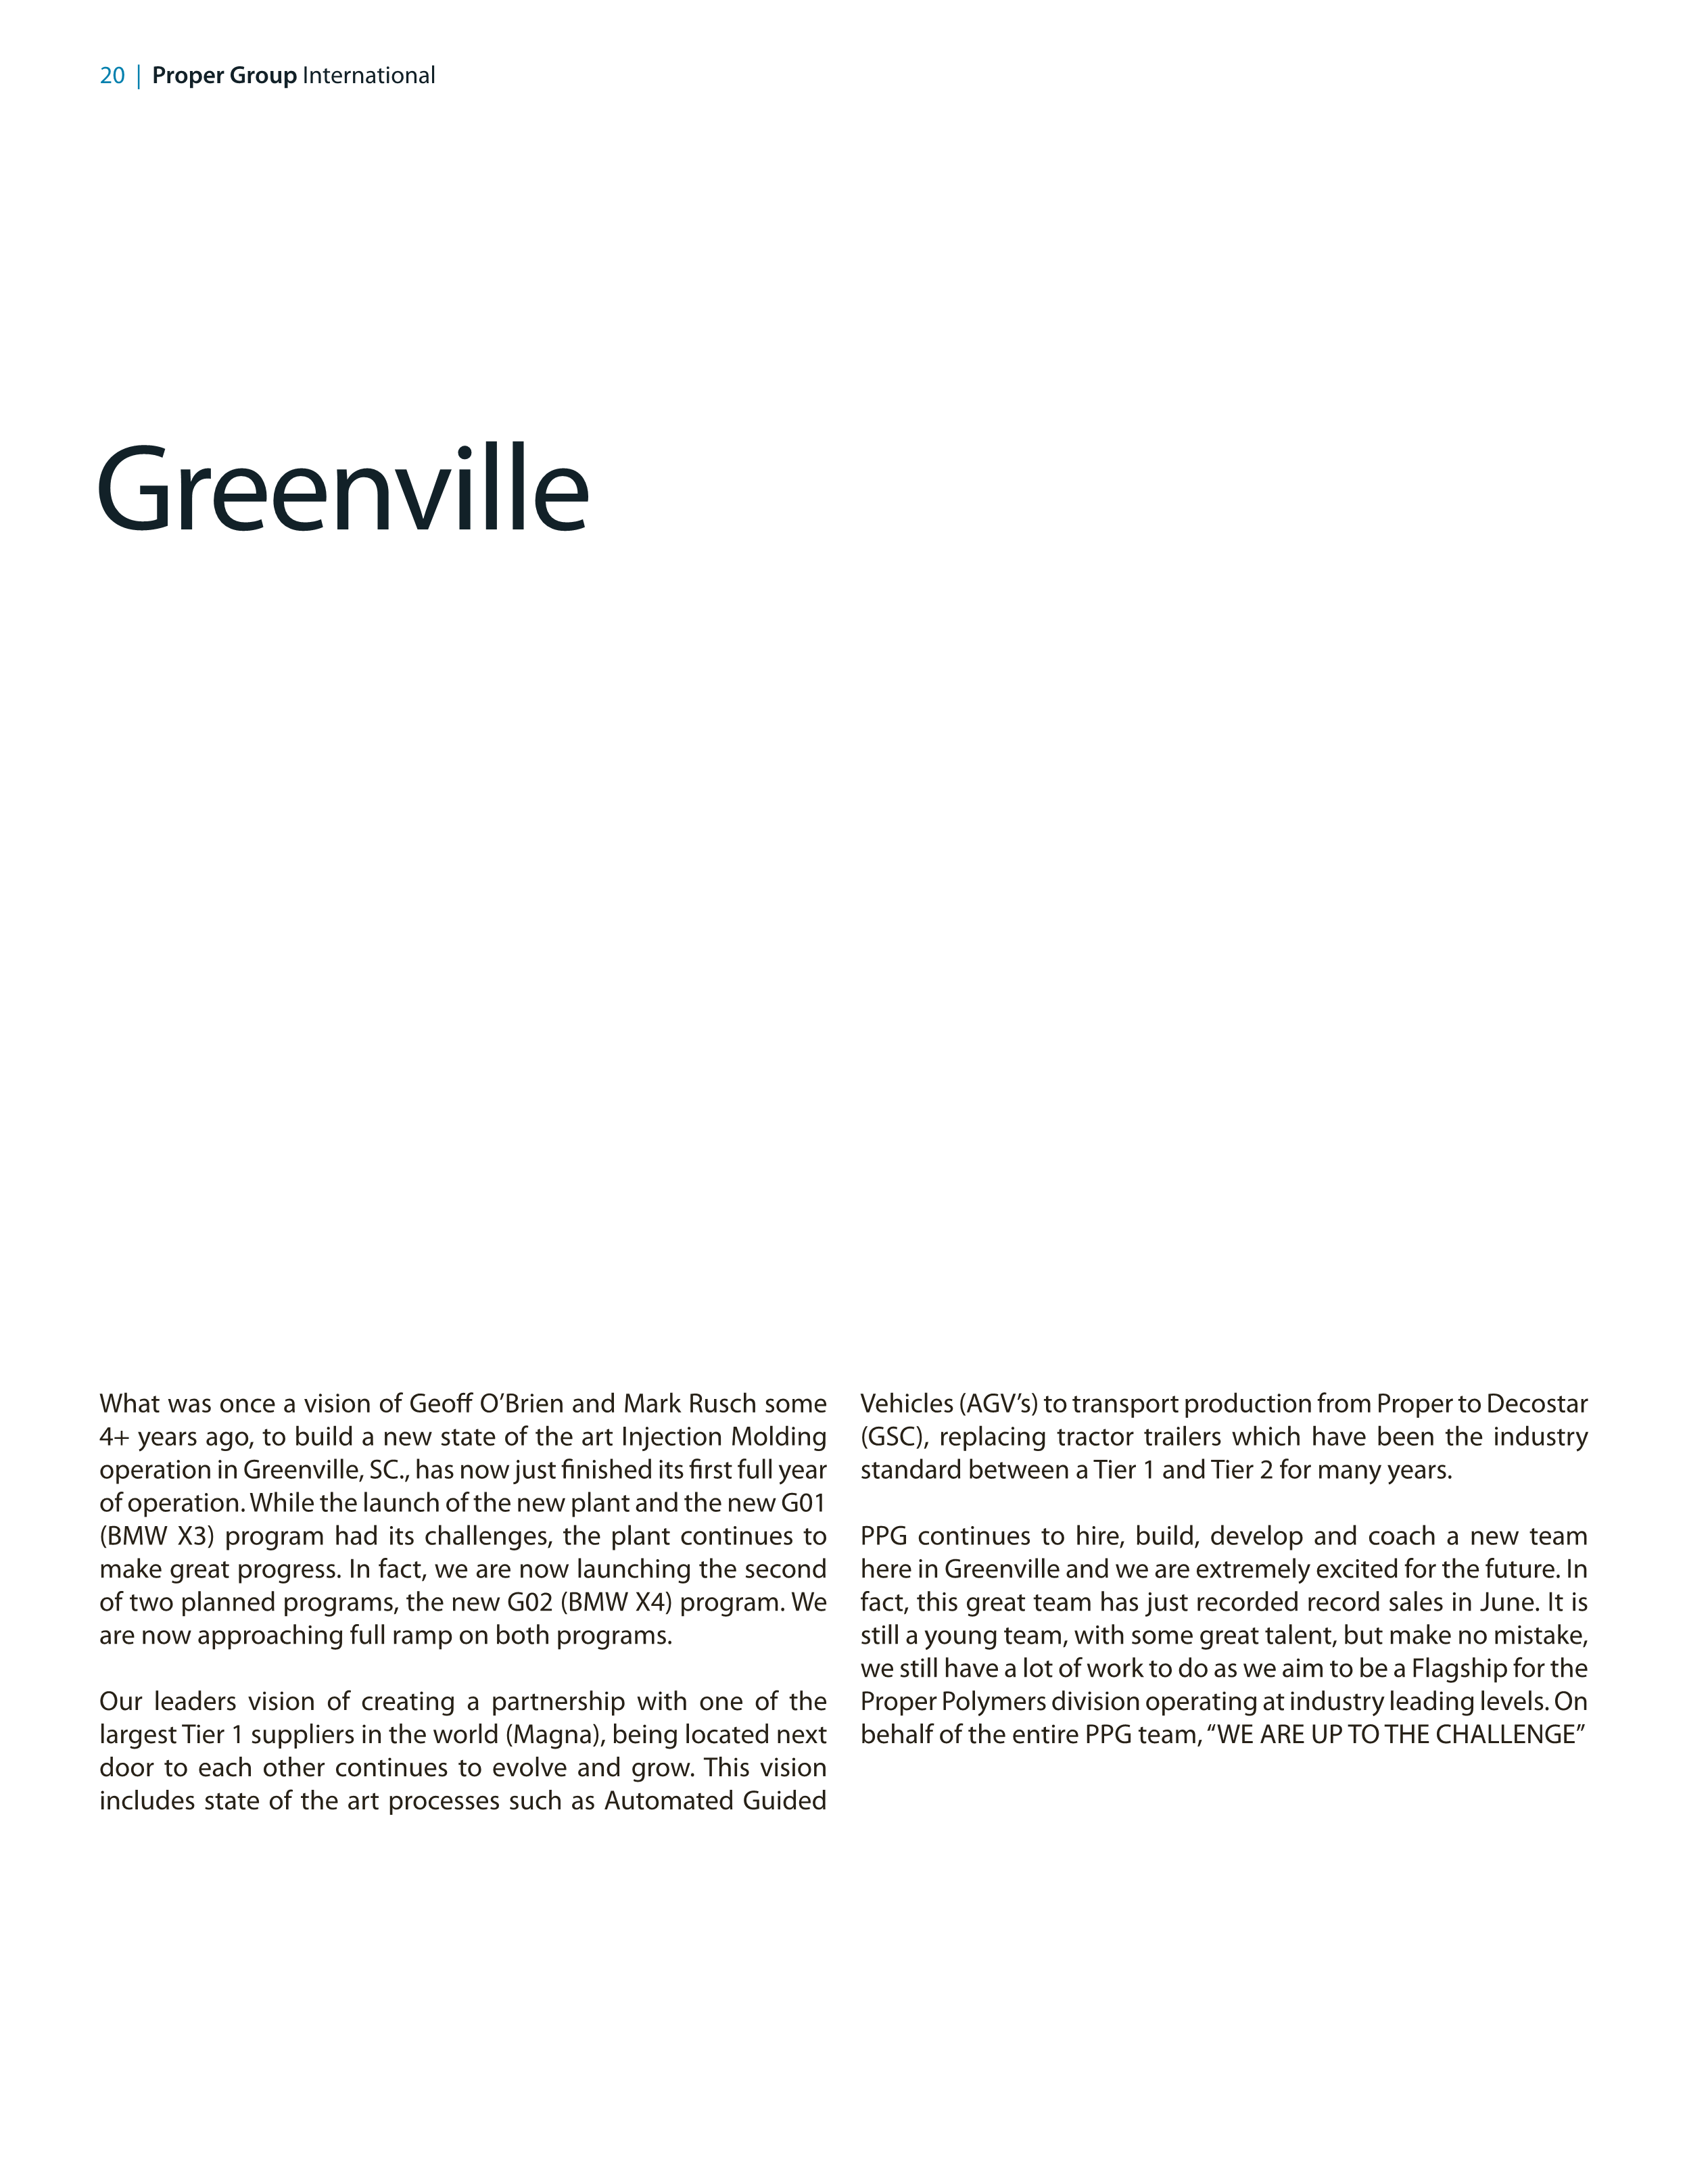 20 | Proper Group International
Greenville
What was once a vision of Geoff O’Brien and Mark Rusch some
4+ years ago, to build a new state of the art Injection Molding
operation in Greenville, SC., has now just finished its first full year
of operation. While the launch of the new plant and the new G01
(BMW X3) program had its challenges, the plant continues to
make great progress. In fact, we are now launching the second
of two planned programs, the new G02 (BMW X4) program. We
are now approaching full ramp on both programs.
Our leaders vision of creating a partnership with one of the
largest Tier 1 suppliers in the world (Magna), being located next
door to each other continues to evolve and grow. This vision
includes state of the art processes such as Automated Guided
Vehicles (AGV’s) to transport production from Proper to Decostar
(GSC), replacing tractor trailers which have been the industry
standard between a Tier 1 and Tier 2 for many years.
PPG continues to hire, build, develop and coach a new team
here in Greenville and we are extremely excited for the future. In
fact, this great team has just recorded record sales in June. It is
still a young team, with some great talent, but make no mistake,
we still have a lot of work to do as we aim to be a Flagship for the
Proper Polymers division operating at industry leading levels. On
behalf of the entire PPG team, “WE ARE UP TO THE CHALLENGE”